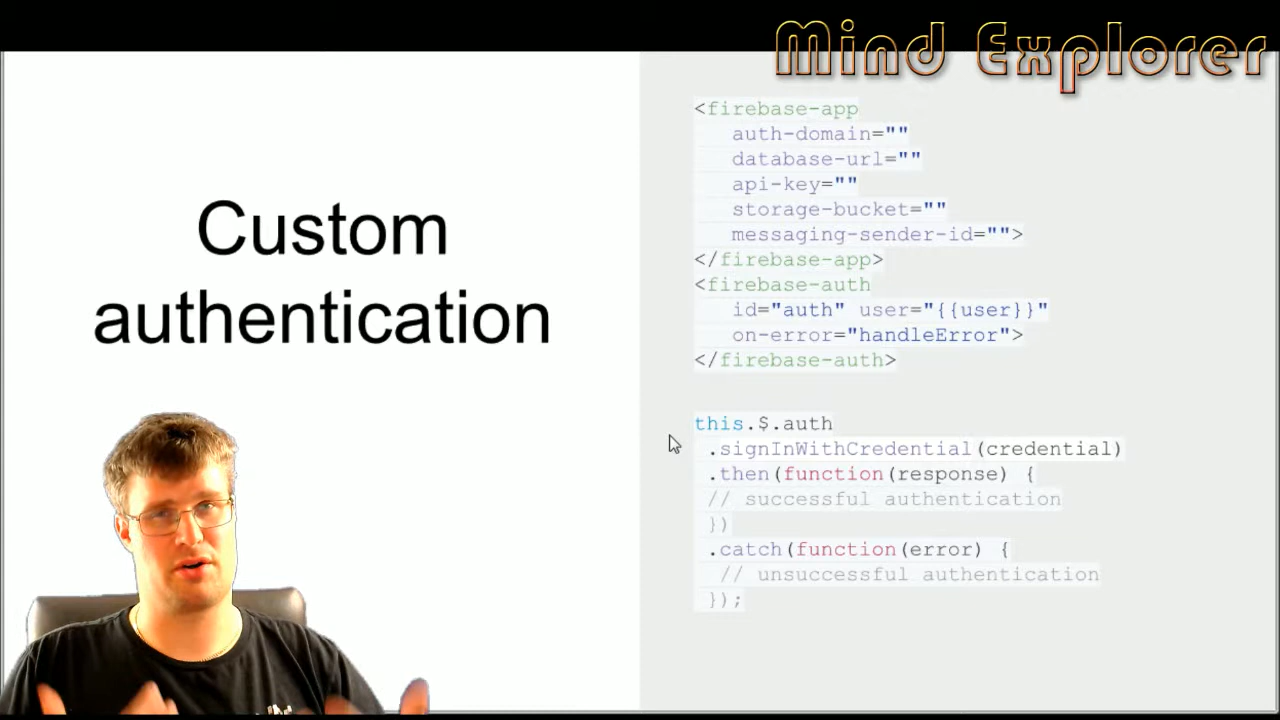 Mind Explorer
Custom
authentication
<firebase-app
auth-domain=""
database-url=""
api-key=""
storage-bucket=""
messaging-sender-id="">
</firebase-app>
<firebase-auth
id="auth" user="{{user}}"
on-error="handleError">
</firebase-auth>
this.$.auth
.signInWithCredential(credential)
.then(function(response) {
// successful authentication
})
.catch(function(error) {
// unsuccessful authentication
});